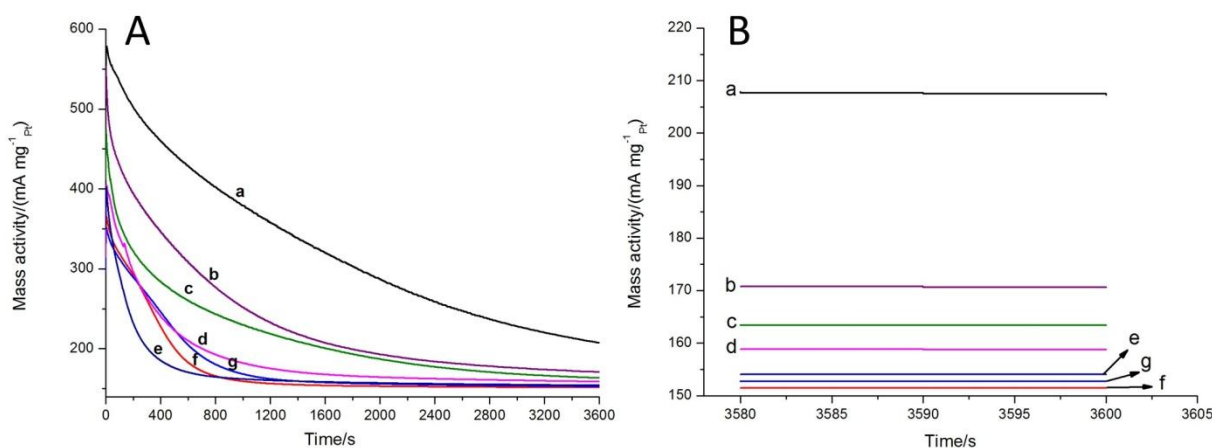 A
Mass activity/(mA mg⁻¹Pt)
600
500
400
300
200
a
b
c
d
e
f
g
0 400 800 1200 1600 2000 2400 2800 3200 3600
Time/s
B
Mass activity/(mA mg⁻¹Pt)
220
210
200
190
180
170
160
150
a
b
c
d
e
g
f
3580 3585 3590 3595 3600 3605
Time/s